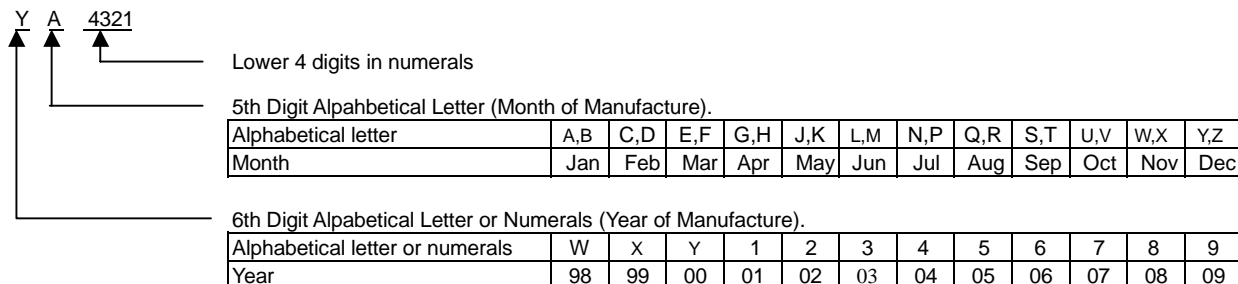 Y A 4321
Lower 4 digits in numerals
5th Digit Alpahbetical Letter (Month of Manufacture).
Alphabetical letter A,B C,D E,F G,H J,K L,M N,P Q,R S,T U,V W,X Y,Z
Month Jan Feb Mar Apr May Jun Jul Aug Sep Oct Nov Dec
6th Digit Alpabetical Letter or Numerals (Year of Manufacture).
Alphabetical letter or numerals W X Y 1 2 3 4 5 6 7 8 9
Year 98 99 00 01 02 03 04 05 06 07 08 09